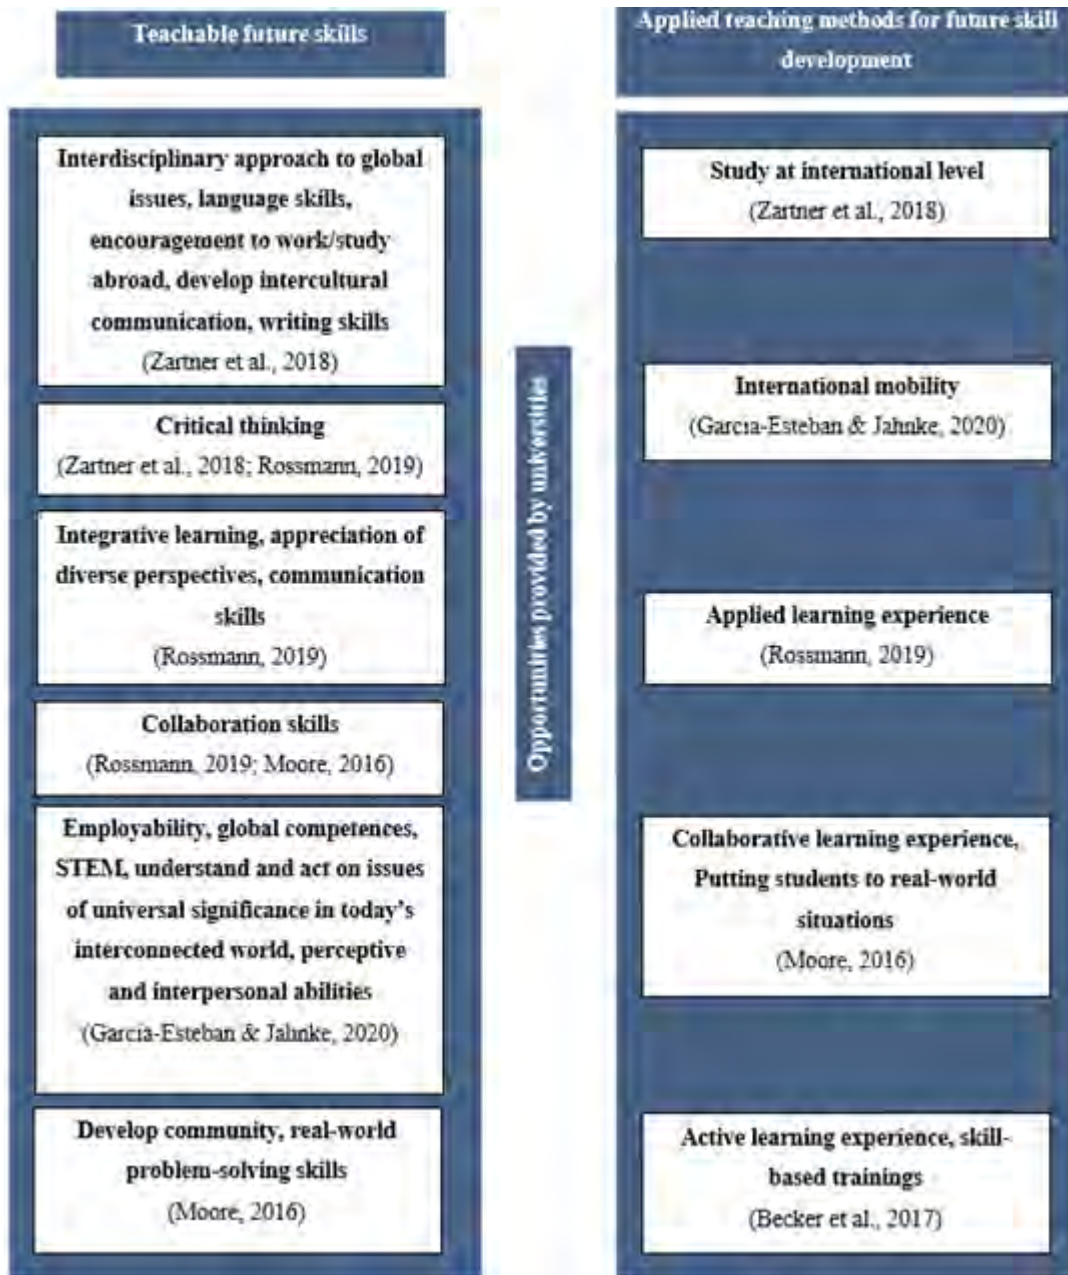 Teachable future skills
Interdisciplinary approach to global
issues, language skills,
encouragement to work/study
abroad, develop intercultural
communication, writing skills
(Zartner et al., 2018)
Critical thinking
(Zartner et al., 2018; Rossmann, 2019)
Integrative learning, appreciation of
diverse perspectives, communication
skills
(Rossmann, 2019)
Collaboration skills
(Rossmann, 2019; Moore, 2016)
Employability, global competences,
STEM, understand and act on issues
of universal significance in today's
interconnected world, perceptive
and interpersonal abilities
(Garcia-Esteban & Jahnke, 2020)
Develop community, real-world
problem-solving skills
(Moore, 2016)
Opportunities provided by universities
Applied teaching methods for future skill
development
Study at international level
(Zartner et al., 2018)
International mobility
(Garcia-Esteban & Jahnke, 2020)
Applied learning experience
(Rossmann, 2019)
Collaborative learning experience,
Putting students to real-world
situations
(Moore, 2016)
Active learning experience, skill-
based trainings
(Becker et al., 2017)